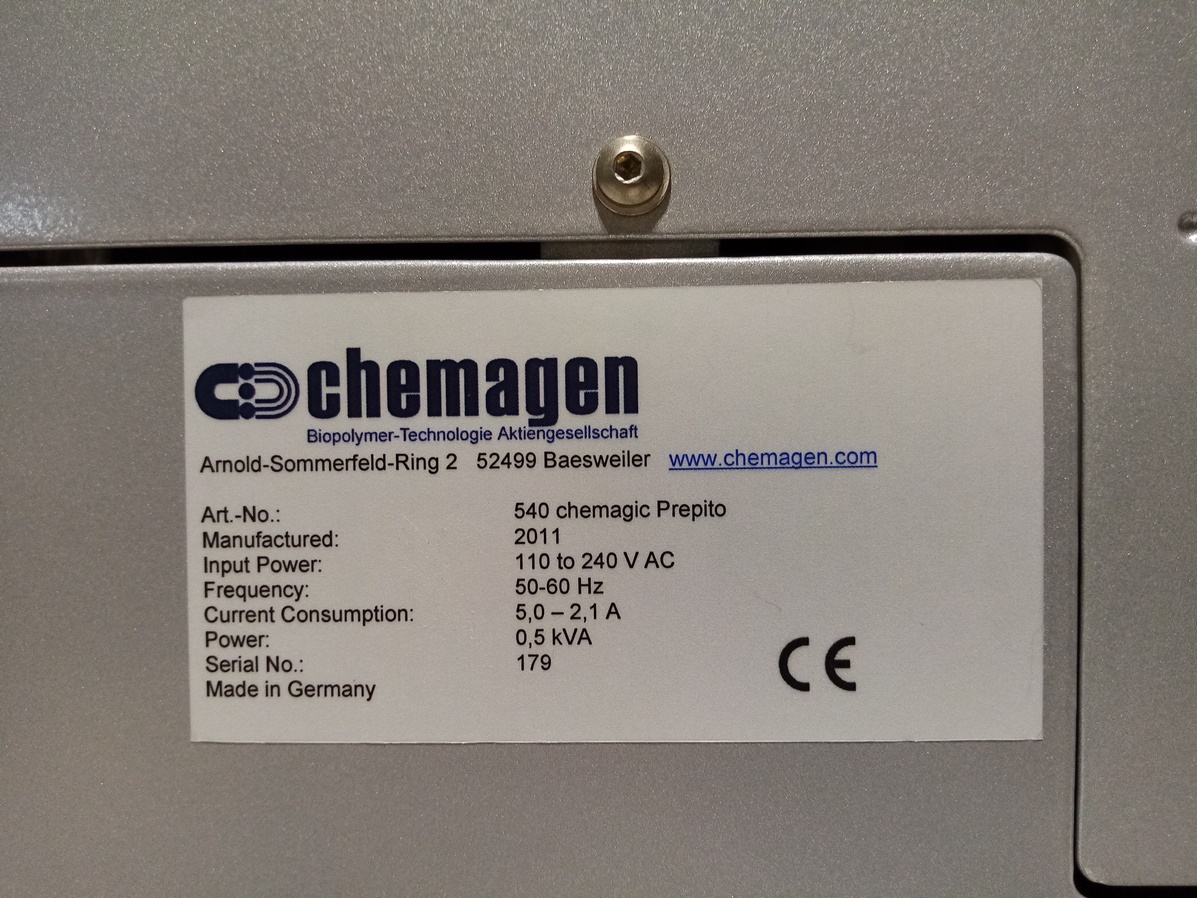 chemagen
Biopolymer-Technologie Aktiengesellschaft
Arnold-Sommerfeld-Ring 2 52499 Baesweiler www.chemagen.com
Art.-No.: 540 chemagic Prepito
Manufactured: 2011
Input Power: 110 to 240 V AC
Frequency: 50-60 Hz
Current Consumption: 5,0 – 2,1 A
Power: 0,5 kVA
Serial No.: 179
Made in Germany
CE